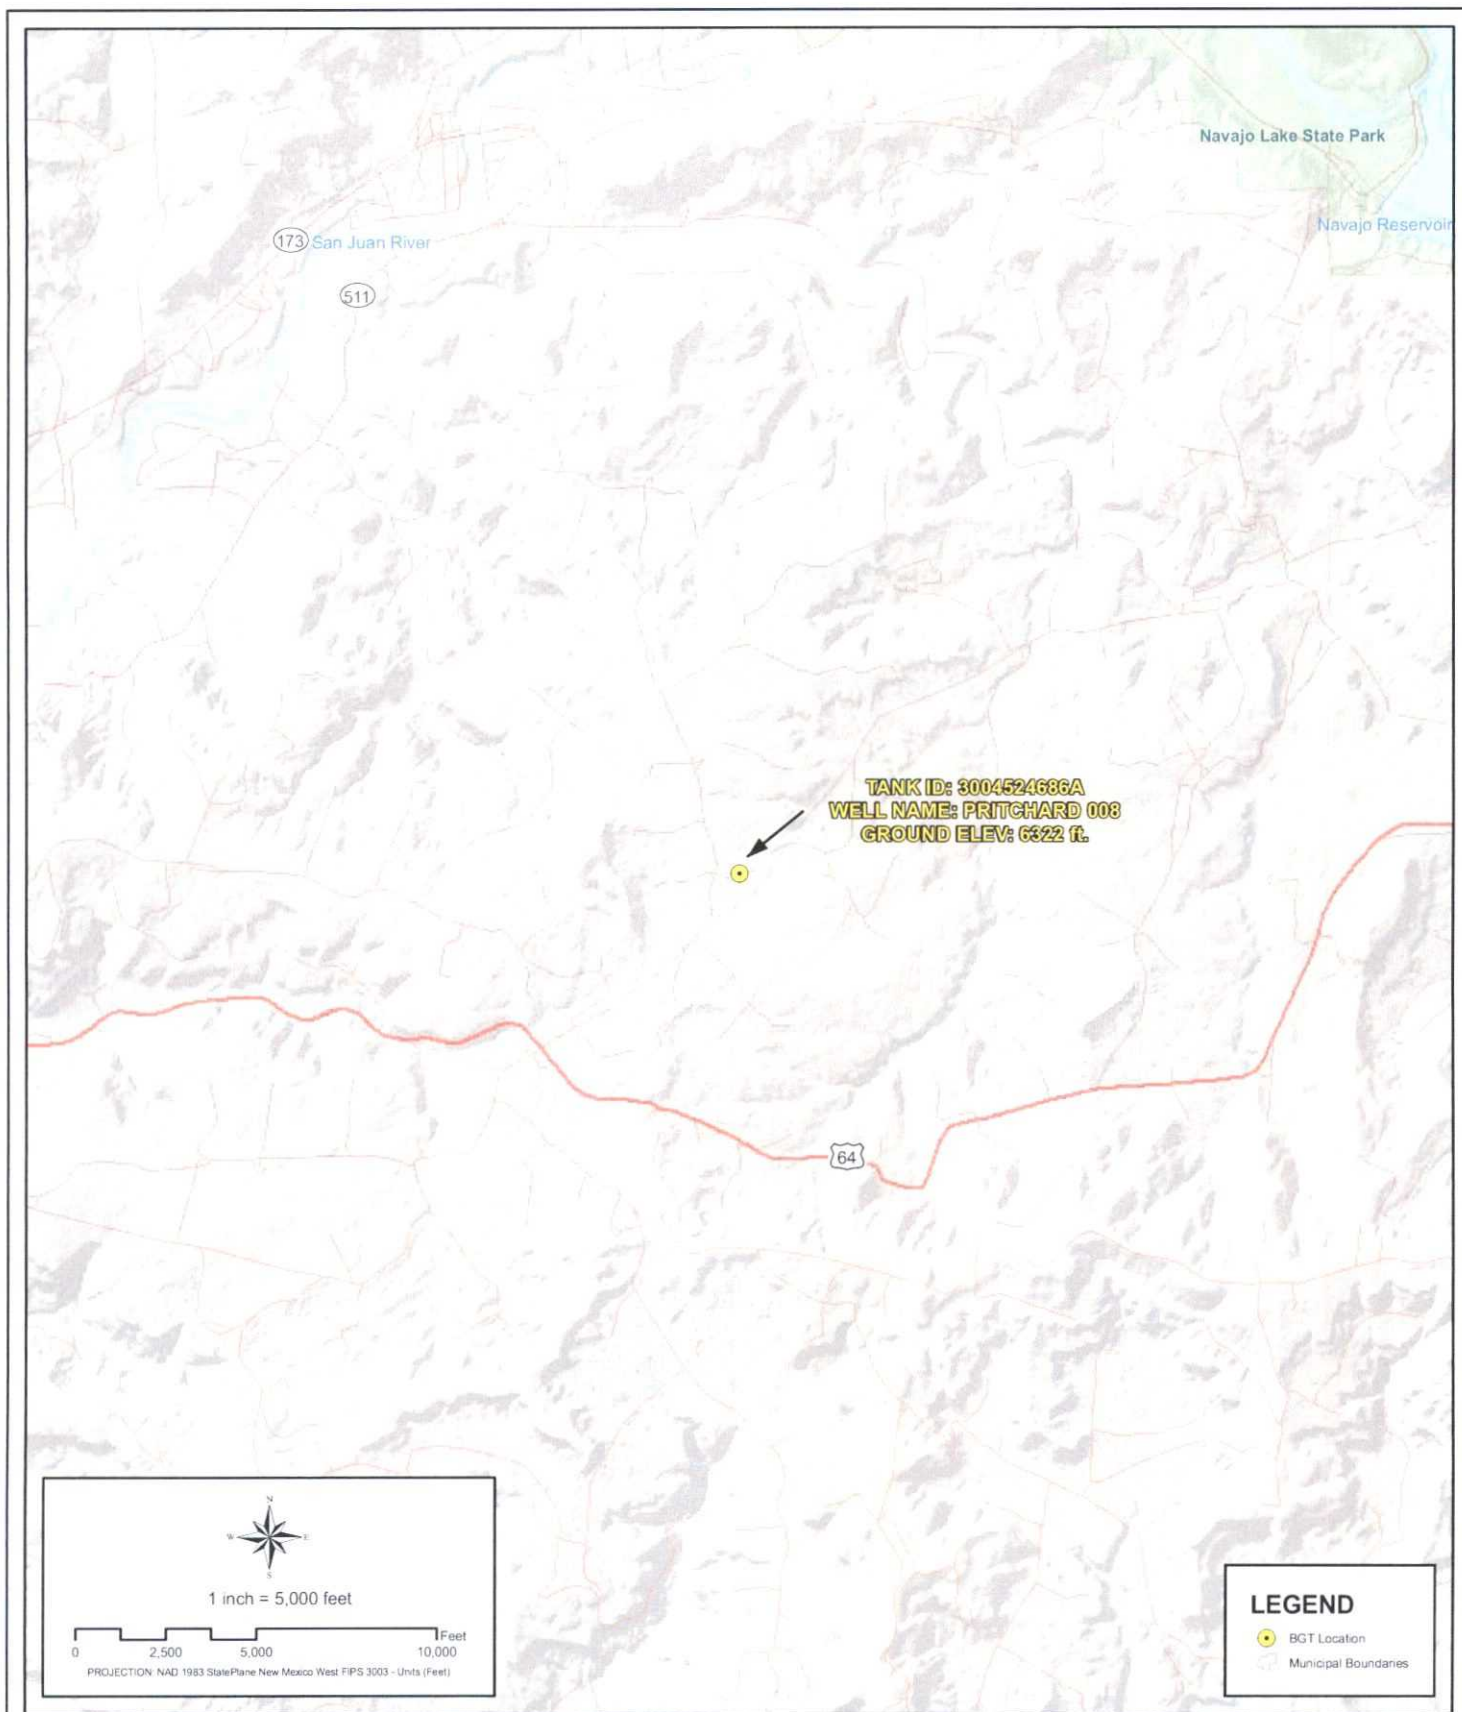 Navajo Lake State Park
Navajo Reservoir
173 San Juan River
511
TANK ID: 3004524686A
WELL NAME: PRITCHARD 008
GROUND ELEV: 6322 ft.
64
N
W E
S
1 inch = 5,000 feet
Feet
0 2,500 5,000 10,000
PROJECTION: NAD 1983 StatePlane New Mexico West FIPS 3003 - Units (Feet)
LEGEND
BGT Location
Municipal Boundaries